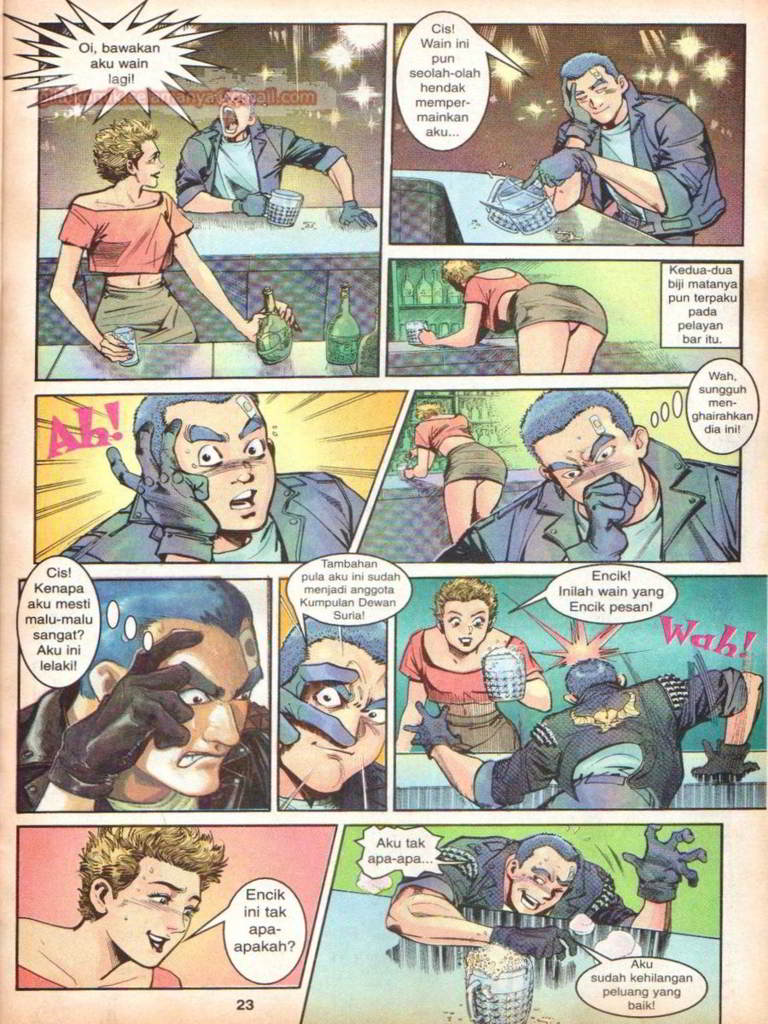 Oi, bawakan
aku wain
lagi!
Cis!
Wain ini
pun
seolah-olah
hendak
memper-
mainkan
aku...
Kedua-dua
biji matanya
pun terpaku
pada
pelayan
bar itu.
Ah!
Wah,
sungguh
men-
ghairahkan
dia ini!
Cis!
Kenapa
aku mesti
malu-malu
sangat?
Aku ini
lelaki!
Tambahan
pula aku ini sudah
menjadi anggota
Kumpulan Dewan
Suria!
Encik!
Inilah wain yang
Encik pesan!
Wah!
Encik
ini tak
apa-
apakah?
Aku tak
apa-apa...
Aku
sudah kehilangan
peluang yang
baik!
23